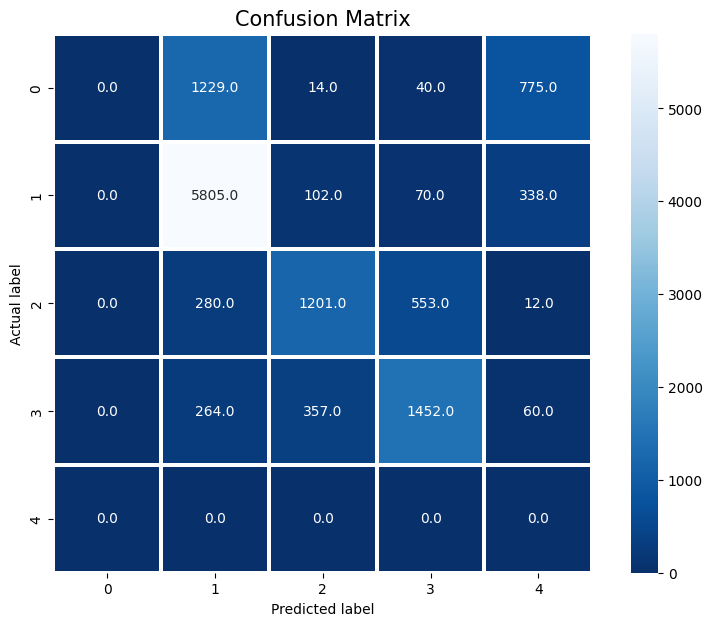 Confusion Matrix
0 0.0 1229.0 14.0 40.0 775.0
1 0.0 5805.0 102.0 70.0 338.0
2 0.0 280.0 1201.0 553.0 12.0
3 0.0 264.0 357.0 1452.0 60.0
4 0.0 0.0 0.0 0.0 0.0
0 1 2 3 4
Actual label
Predicted label
5000
4000
3000
2000
1000
0